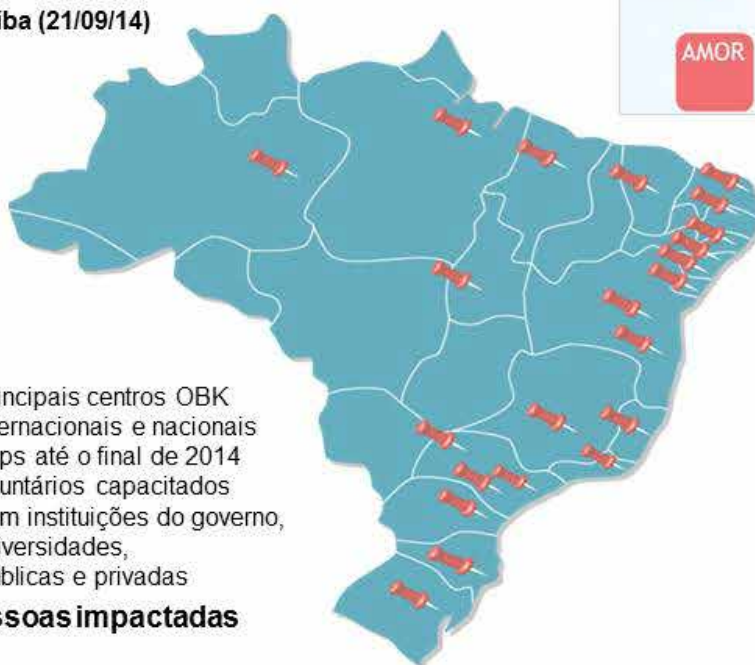 iba (21/09/14)
AMOR
ncipais centros OBK
ernacionais e nacionais
ps até o final de 2014
untários capacitados
m instituições do governo,
versidades,
blicas e privadas
ssoas impactadas